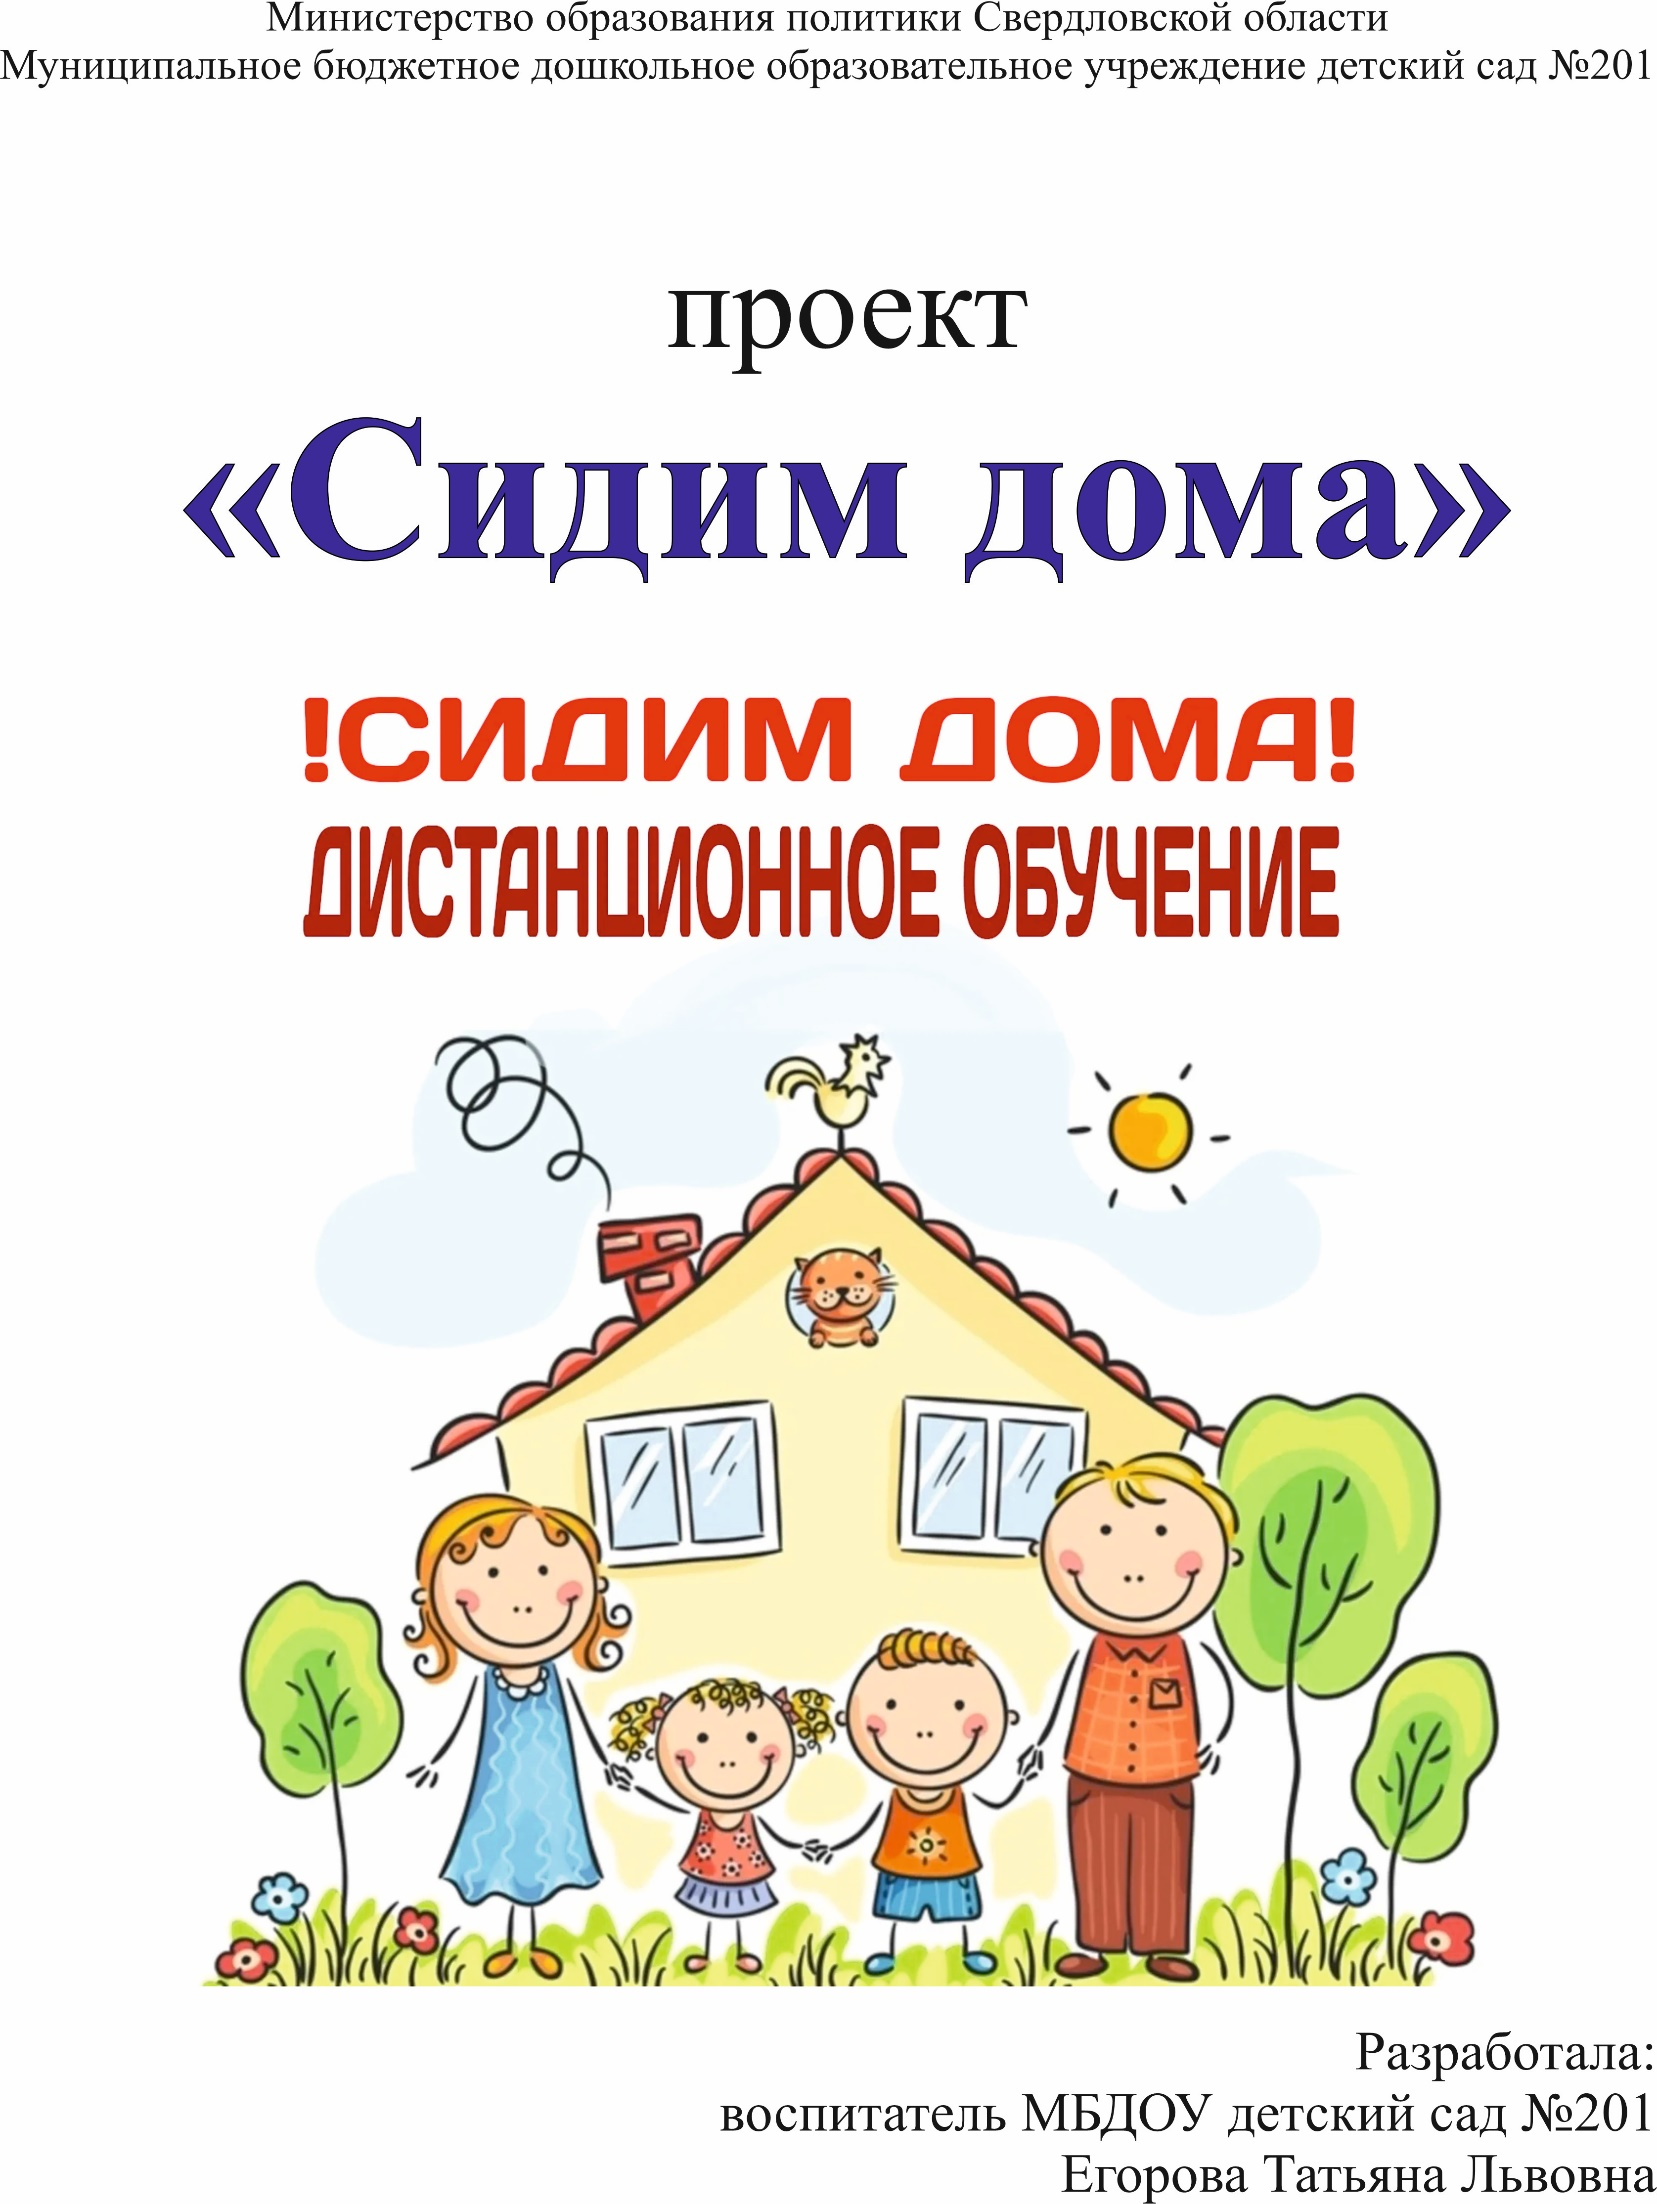 Министерство образования политики Свердловской области
Муниципальное бюджетное дошкольное образовательное учреждение детский сад №201
проект
«Сидим дома»
!СИДИМ ДОМА!
ДИСТАНЦИОННОЕ ОБУЧЕНИЕ
Разработала:
воспитатель МБДОУ детский сад №201
Егорова Татьяна Львовна